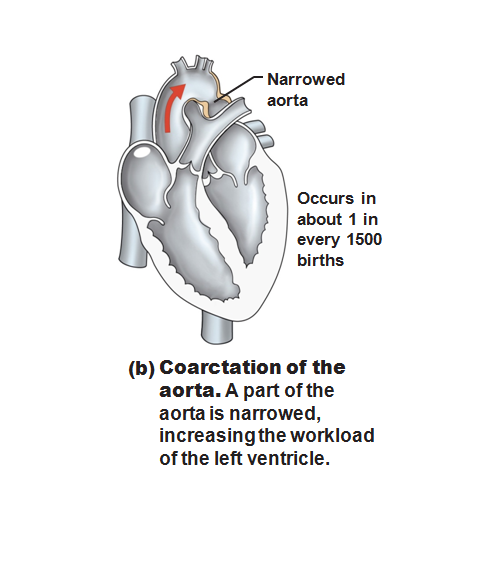 Narrowed
aorta
Occurs in
about 1 in
every 1500
births
(b) Coarctation of the
aorta. A part of the
aorta is narrowed,
increasing the workload
of the left ventricle.